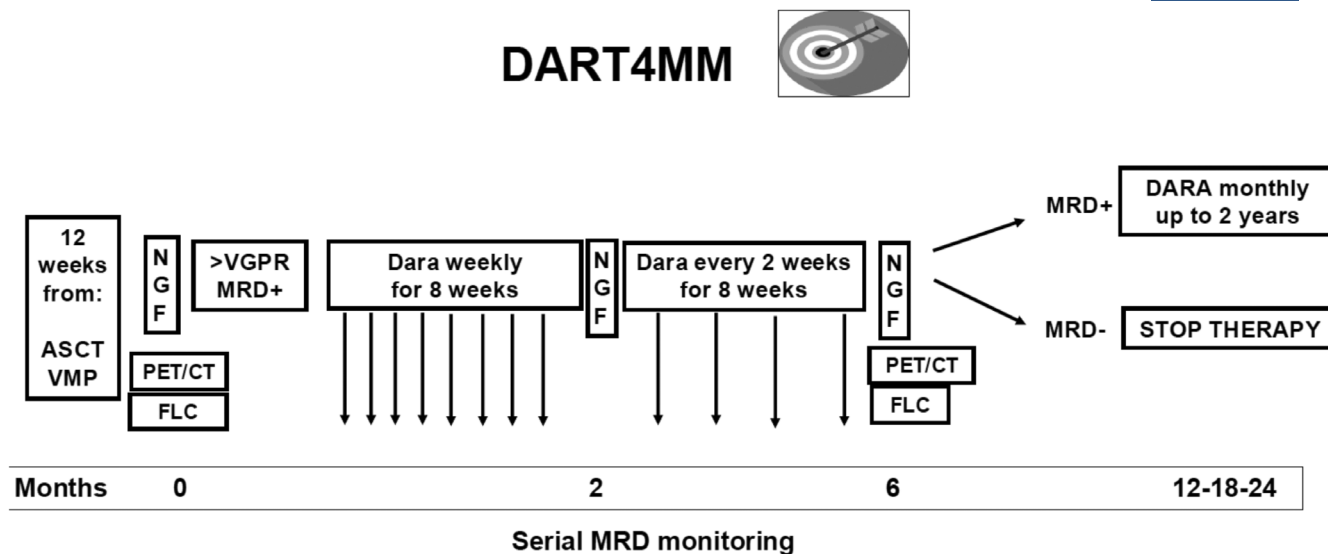 DART4MM
12
weeks
from:
ASCT
VMP
N
G
F
PET/CT
FLC
>VGPR
MRD+
Dara weekly
for 8 weeks
N
G
F
Dara every 2 weeks
for 8 weeks
N
G
F
PET/CT
FLC
MRD+
DARA monthly
up to 2 years
MRD-
STOP THERAPY
Months 0 2 6 12-18-24
Serial MRD monitoring